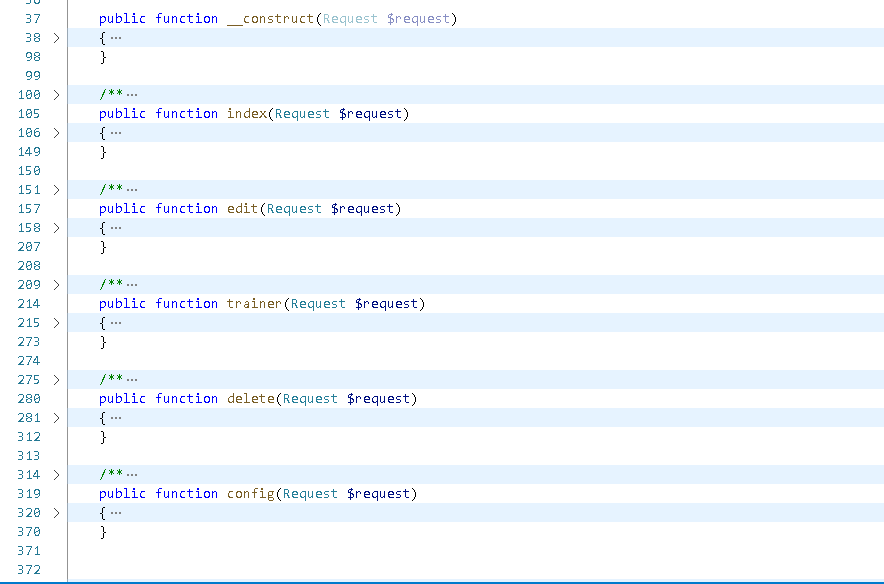 37 public function __construct(Request $request)
38 > { ...
98 }
99
100 > /** ...
105 public function index(Request $request)
106 > { ...
149 }
150
151 > /** ...
157 public function edit(Request $request)
158 > { ...
207 }
208
209 > /** ...
214 public function trainer(Request $request)
215 > { ...
273 }
274
275 > /** ...
280 public function delete(Request $request)
281 > { ...
312 }
313
314 > /** ...
319 public function config(Request $request)
320 > { ...
370 }
371
372